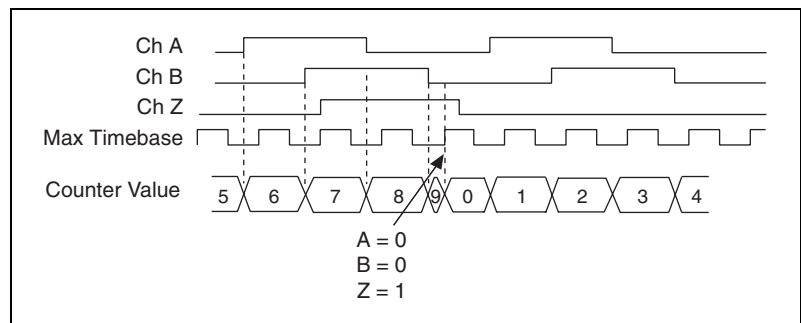 Ch A
Ch B
Ch Z
Max Timebase
Counter Value 5 6 7 8 9 0 1 2 3 4
A = 0
B = 0
Z = 1